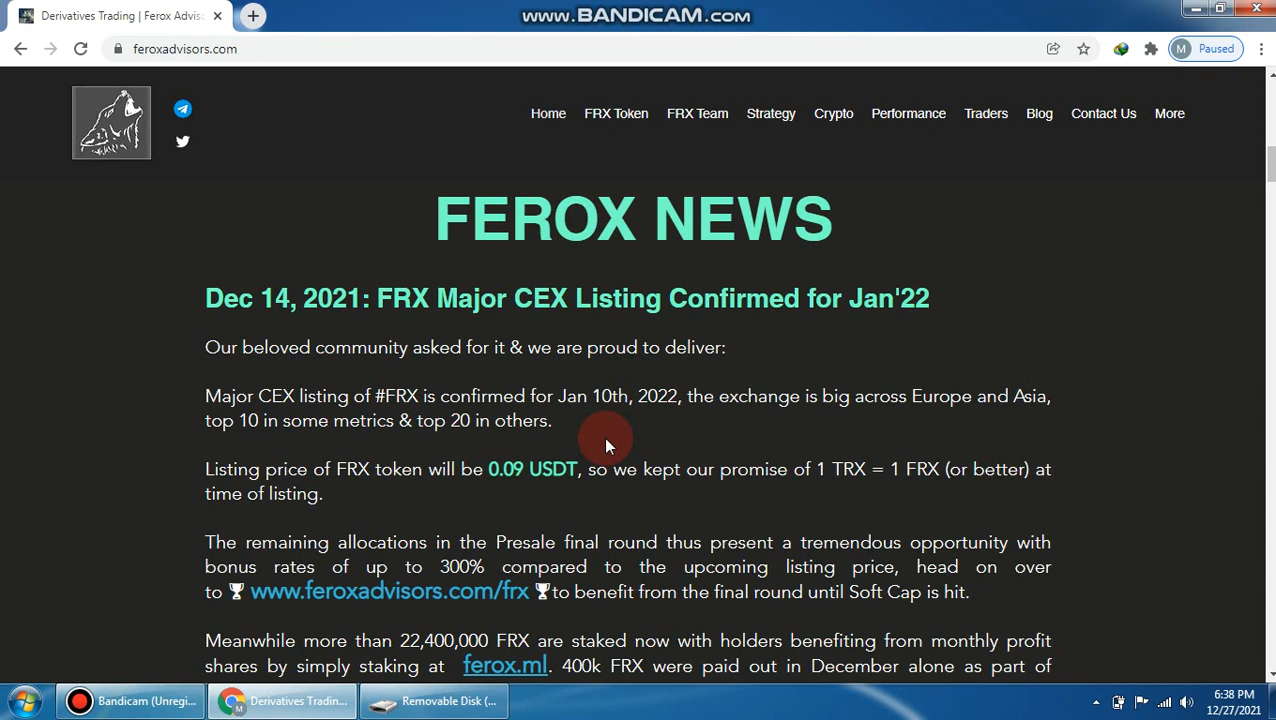 Derivatives Trading | Ferox Adviso
www.BANDICAM.com
feroxadvisors.com
M Paused
Home FRX Token FRX Team Strategy Crypto Performance Traders Blog Contact Us More
FEROX NEWS
Dec 14, 2021: FRX Major CEX Listing Confirmed for Jan'22
Our beloved community asked for it & we are proud to deliver:
Major CEX listing of #FRX is confirmed for Jan 10th, 2022, the exchange is big across Europe and Asia,
top 10 in some metrics & top 20 in others.
Listing price of FRX token will be 0.09 USDT, so we kept our promise of 1 TRX = 1 FRX (or better) at
time of listing.
The remaining allocations in the Presale final round thus present a tremendous opportunity with
bonus rates of up to 300% compared to the upcoming listing price, head on over
to 🏆 www.feroxadvisors.com/frx 🏆to benefit from the final round until Soft Cap is hit.
Meanwhile more than 22,400,000 FRX are staked now with holders benefiting from monthly profit
shares by simply staking at ferox.ml. 400k FRX were paid out in December alone as part of
Bandicam (Unreg... M Derivatives Tradin... Removable Disk (... 6:38 PM
12/27/2021